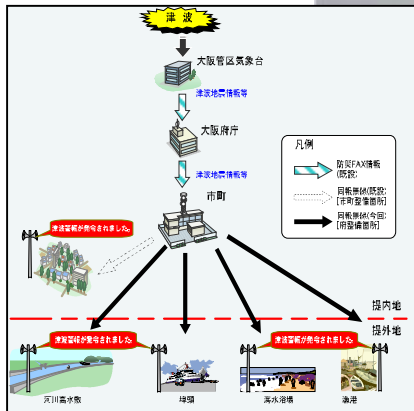 津波
大阪管区気象台
津波地震情報等
大阪府庁
津波地震情報等
市町
凡例
防災FAX情報
(既設)
同報無線(既設)
[市町整備箇所]
同報無線(今回)
[府整備箇所]
津波警報が発令されました。
堤内地
堤外地
津波警報が発令されました。
津波警報が発令されました。
河川高水敷
埠頭
海水浴場
漁港